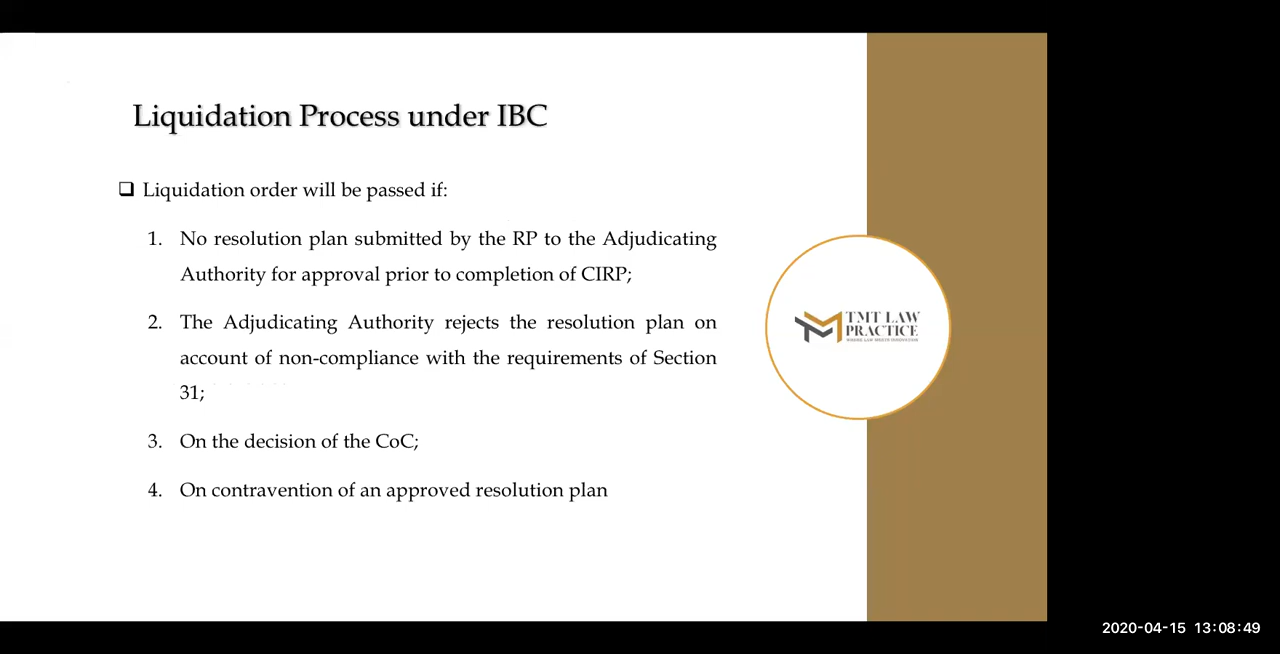 Liquidation Process under IBC
❑ Liquidation order will be passed if:
1. No resolution plan submitted by the RP to the Adjudicating
Authority for approval prior to completion of CIRP;
2. The Adjudicating Authority rejects the resolution plan on
account of non-compliance with the requirements of Section
31;
3. On the decision of the CoC;
4. On contravention of an approved resolution plan
TMT LAW
PRACTICE
2020-04-15 13:08:49